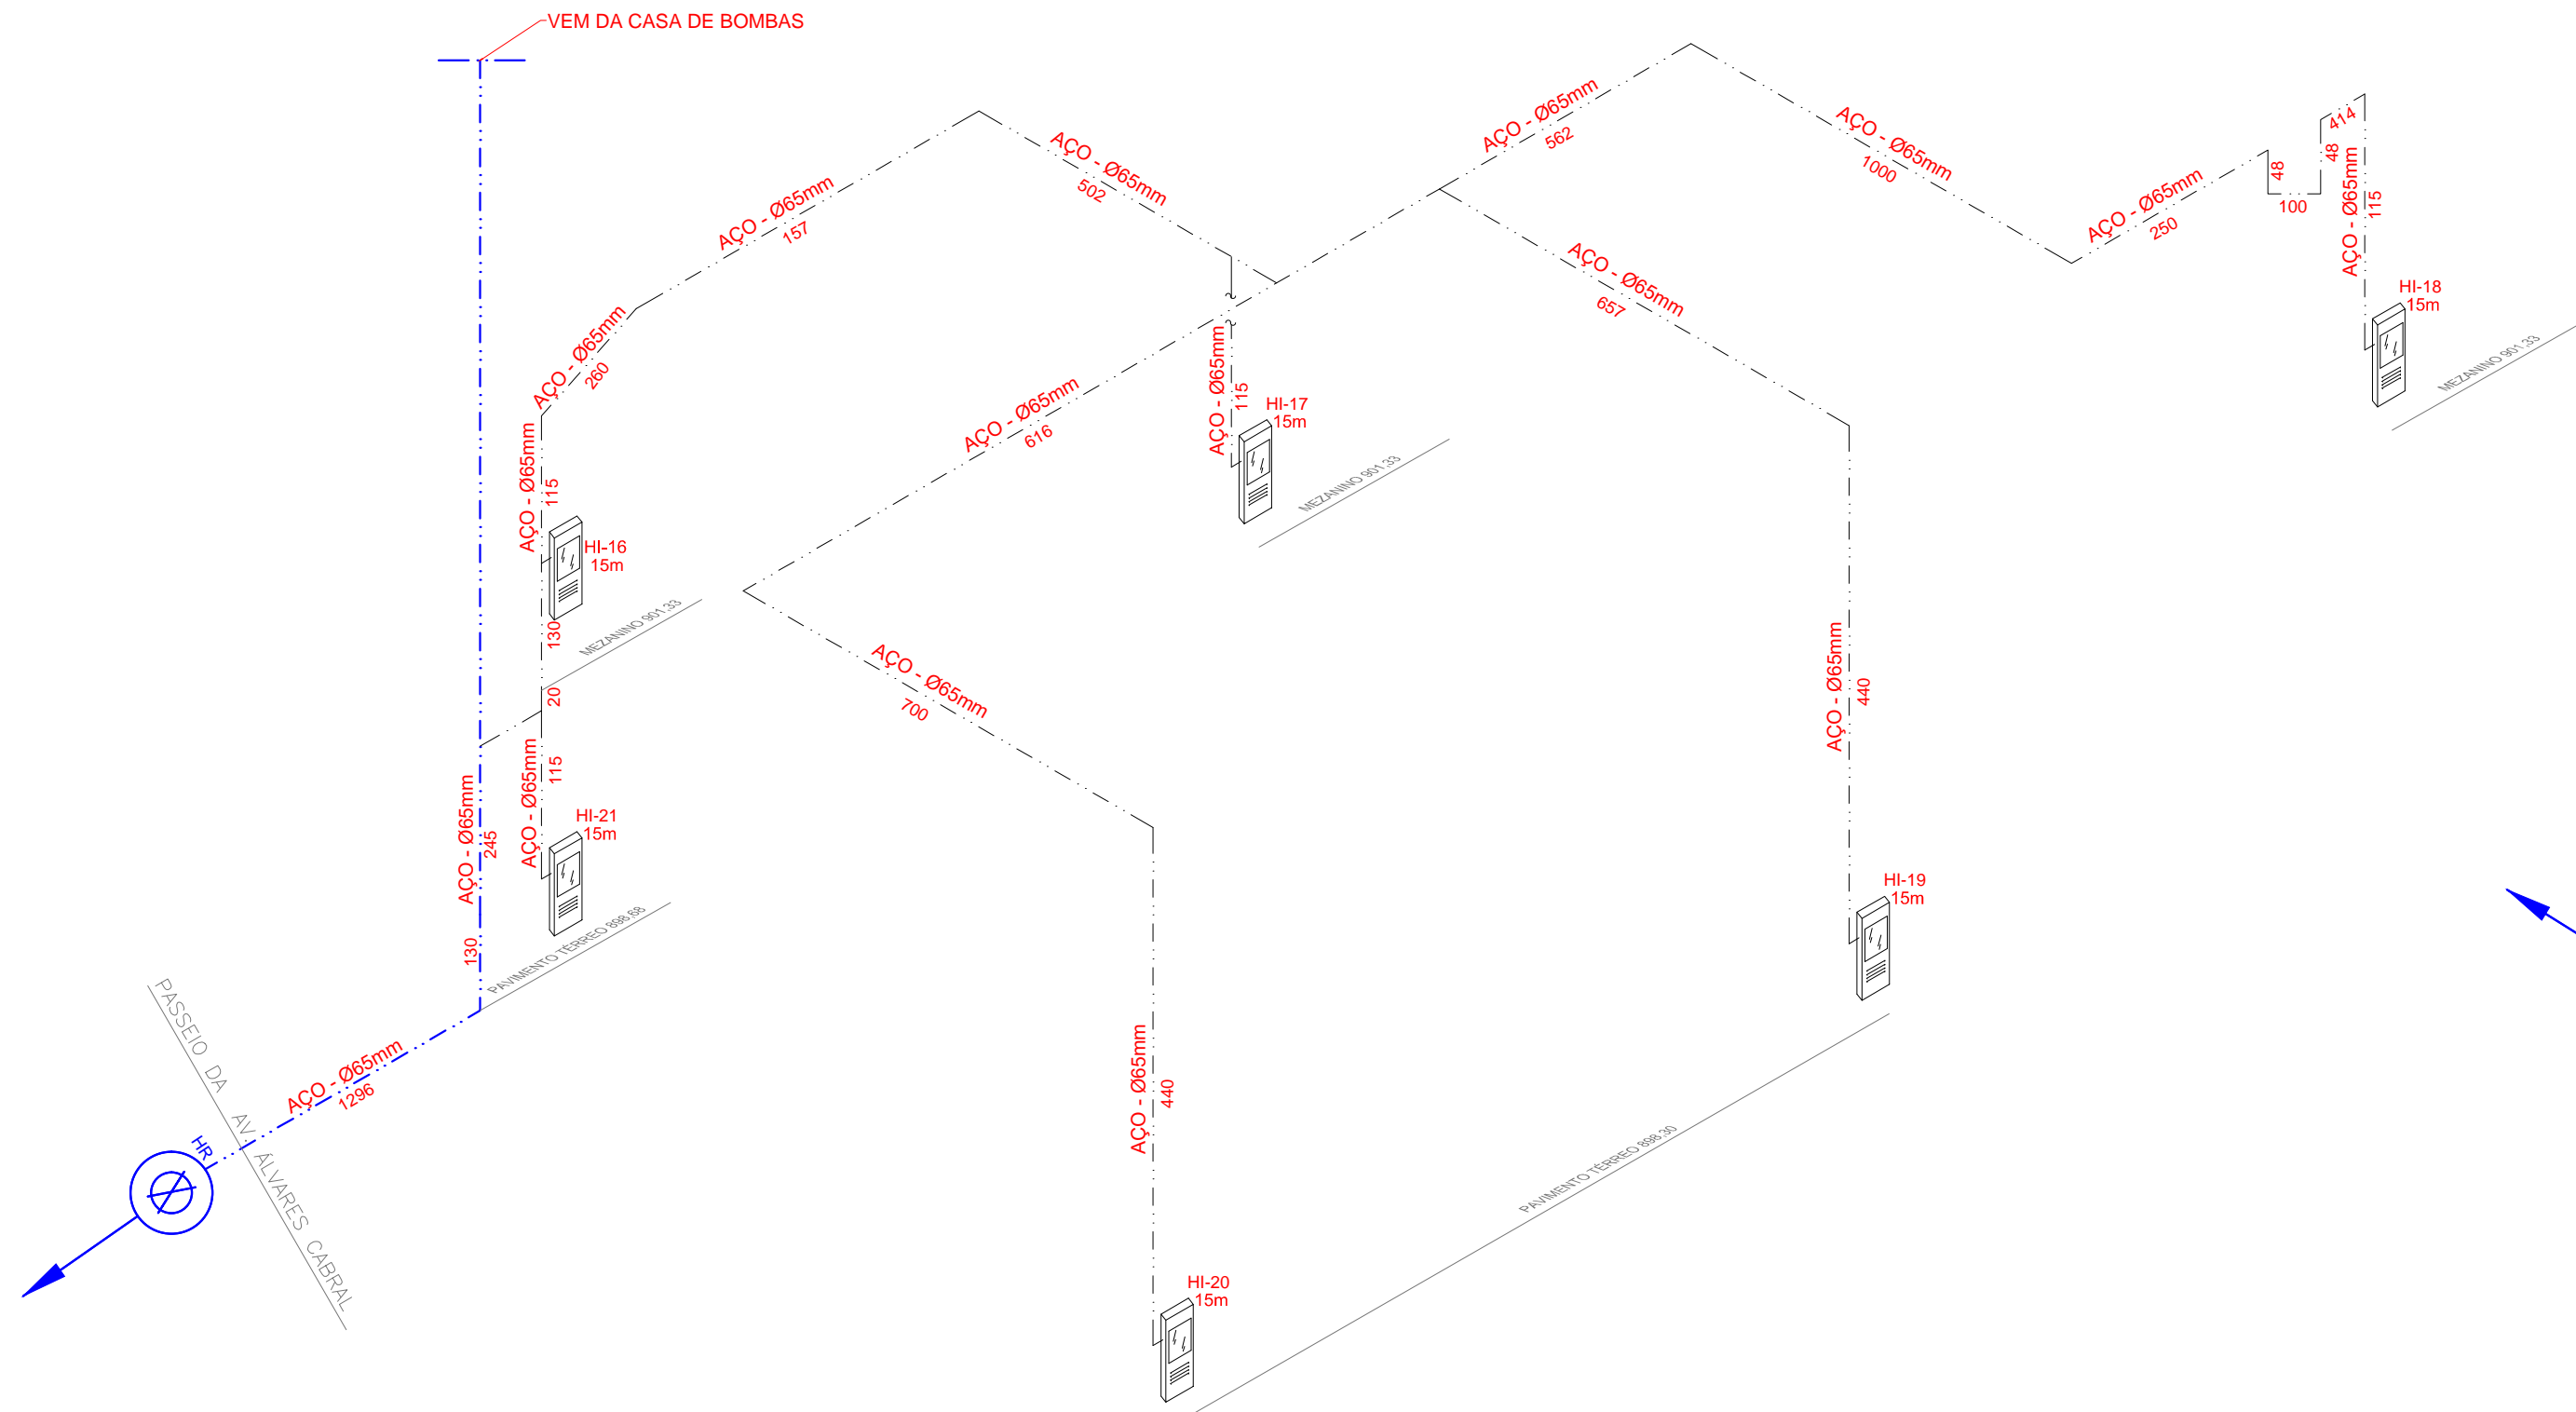 VEM DA CASA DE BOMBAS
AÇO - Ø65mm
157
AÇO - Ø65mm
502
AÇO - Ø65mm
562
AÇO - Ø65mm
1000
AÇO - Ø65mm
250
48
100
48
414
AÇO - Ø65mm
115
HI-18
15m
MEZANINO 901,33
AÇO - Ø65mm
657
AÇO - Ø65mm
260
AÇO - Ø65mm
115
HI-16
15m
130
MEZANINO 901,33
20
AÇO - Ø65mm
616
AÇO - Ø65mm
115
HI-17
15m
MEZANINO 901,33
AÇO - Ø65mm
700
AÇO - Ø65mm
440
HI-19
15m
AÇO - Ø65mm
245
AÇO - Ø65mm
115
HI-21
15m
130
PAVIMENTO TÉRREO 898,68
PASSEIO DA AV. ÁLVARES CABRAL
AÇO - Ø65mm
1296
HR
AÇO - Ø65mm
440
HI-20
15m
PAVIMENTO TÉRREO 898,30